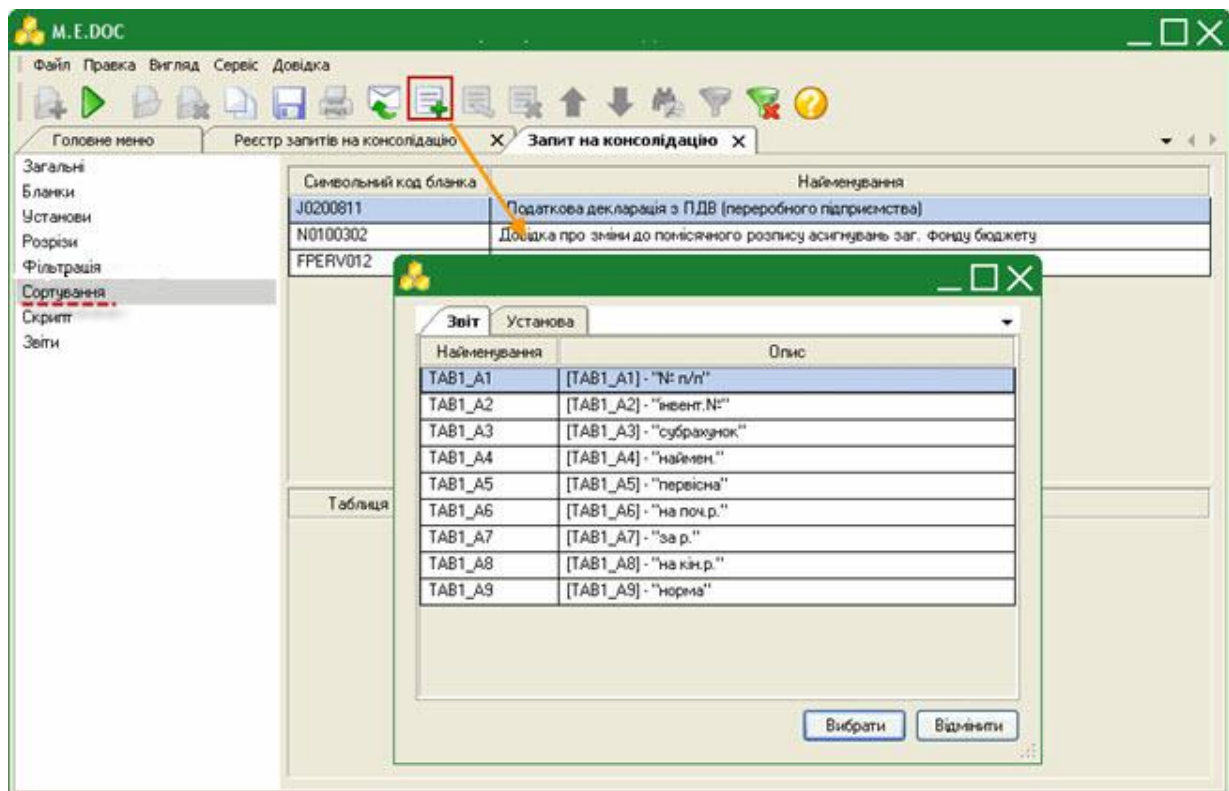 M.E.DOC
Файл Правка Вигляд Сервіс Довідка
Головне меню Реєстр запитів на консолідацію Запит на консолідацію
Загальні
Бланки
Установи
Розрізи
Фільтрація
Сортування
Скрипт
Звіти
Символьний код бланка Найменування
J0200811 Податкова декларація з ПДВ (переробного підприємства)
N0100302 Довідка про зміни до помісячного розпису асигнувань заг. фонду бюджету
FPERV012
Таблиця
Звіт Установа
Найменування Опис
TAB1_A1 [TAB1_A1] - "№ п/п"
TAB1_A2 [TAB1_A2] - "інвент.№"
TAB1_A3 [TAB1_A3] - "субрахунок"
TAB1_A4 [TAB1_A4] - "наймен."
TAB1_A5 [TAB1_A5] - "первісна"
TAB1_A6 [TAB1_A6] - "на поч.р."
TAB1_A7 [TAB1_A7] - "за р."
TAB1_A8 [TAB1_A8] - "на кін.р."
TAB1_A9 [TAB1_A9] - "норма"
Вибрати Відмінити